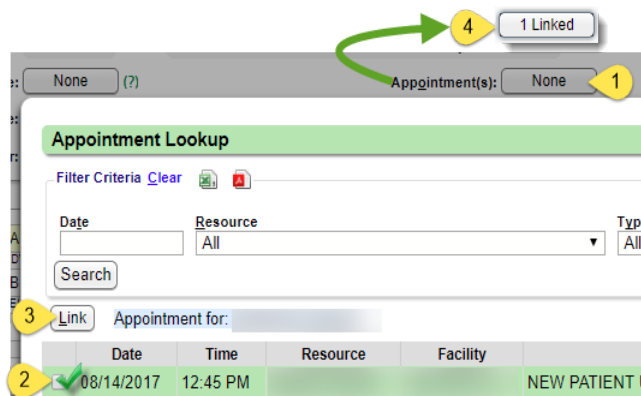 4 1 Linked
None (?) Appointment(s): None 1
Appointment Lookup
Filter Criteria Clear
Date Resource
All All
Search
3 Link Appointment for:
Date Time Resource Facility
2 08/14/2017 12:45 PM NEW PATIENT